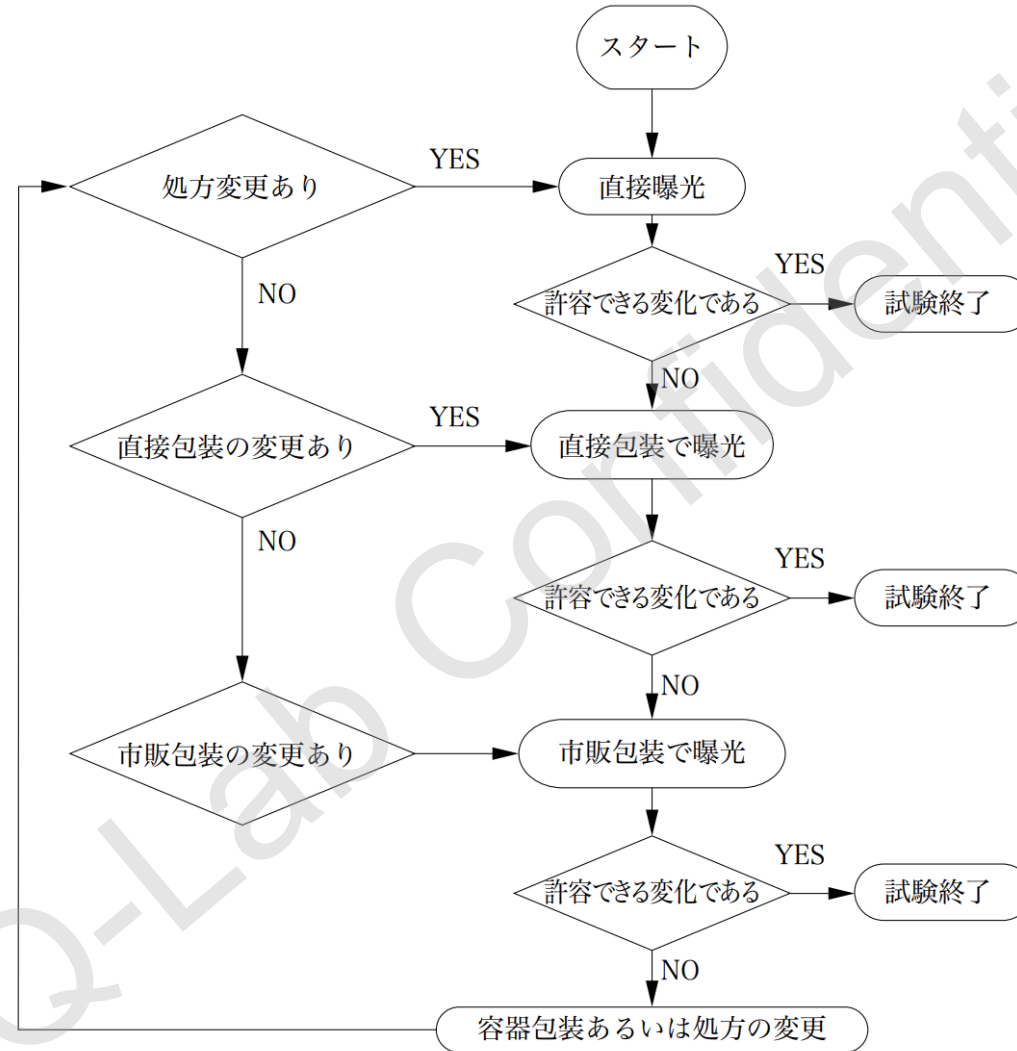 スタート
処方変更あり
YES
直接曝光
NO
許容できる変化である
YES
試験終了
NO
直接包装の変更あり
YES
直接包装で曝光
NO
許容できる変化である
YES
試験終了
NO
市販包装の変更あり
市販包装で曝光
許容できる変化である
YES
試験終了
NO
容器包装あるいは処方の変更
Q-Lab Confidenti